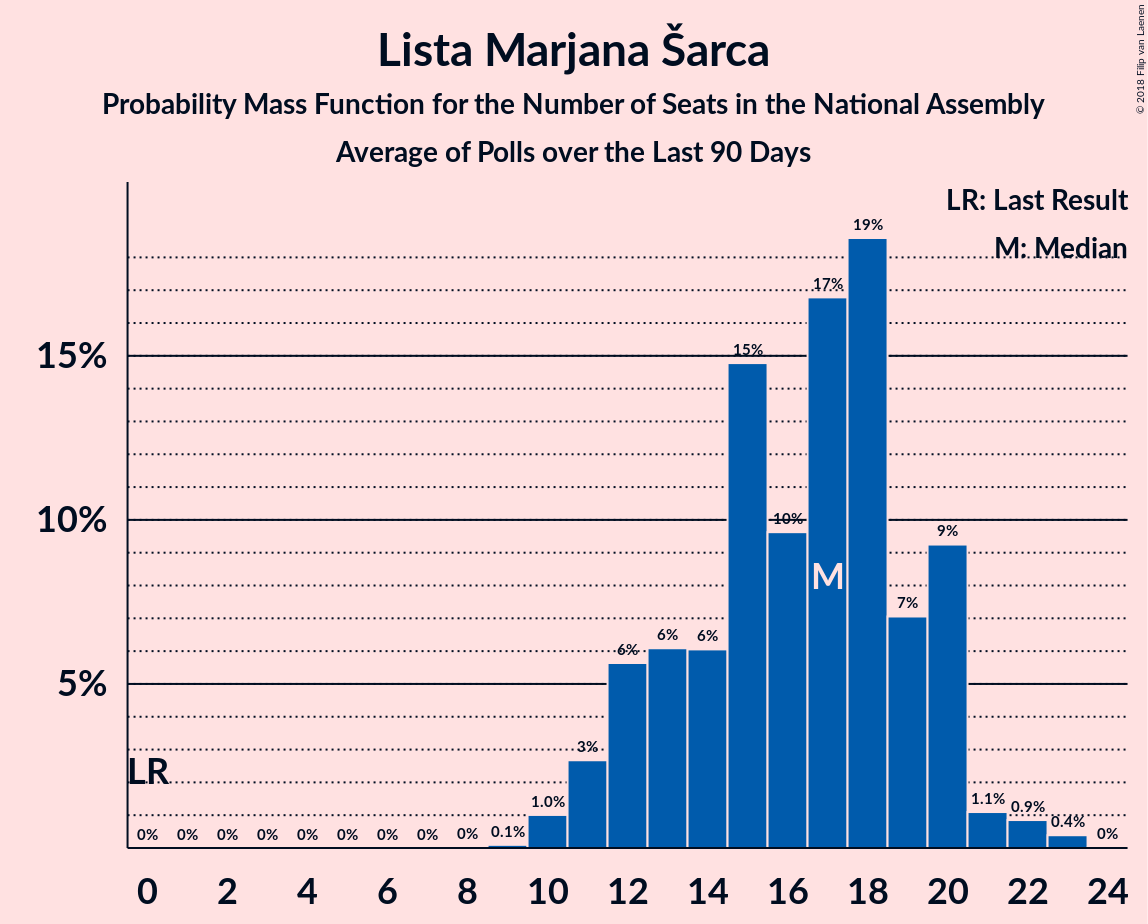 Lista Marjana Šarca
Probability Mass Function for the Number of Seats in the National Assembly
Average of Polls over the Last 90 Days
© 2018 Filip van Laenen
LR: Last Result
M: Median
15%
10%
5%
LR
M
0% 0% 0% 0% 0% 0% 0% 0% 0% 0.1% 1.0% 3% 6% 6% 6% 15% 10% 17% 19% 7% 9% 1.1% 0.9% 0.4% 0%
0 2 4 6 8 10 12 14 16 18 20 22 24